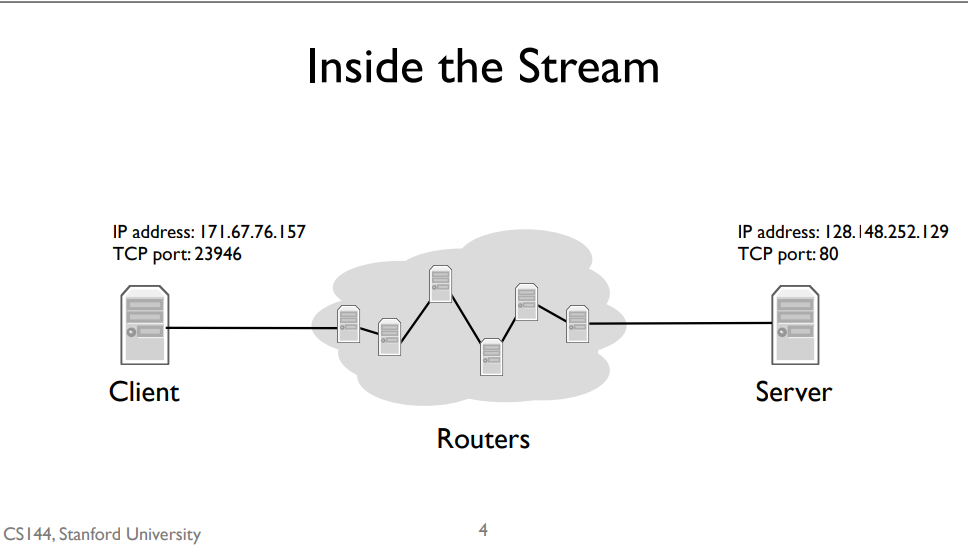 Inside the Stream
IP address: 171.67.76.157
TCP port: 23946
IP address: 128.148.252.129
TCP port: 80
Client
Server
Routers
CS144, Stanford University
4